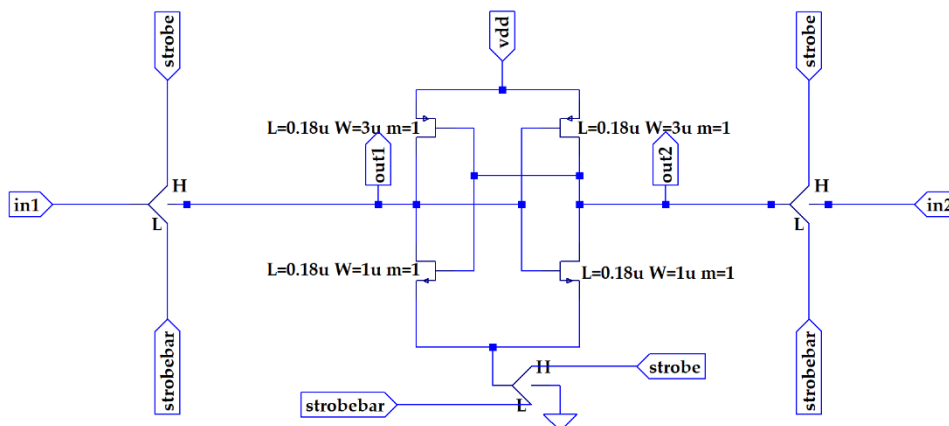 strobe
vdd
strobe
L=0.18u W=3u m=1
L=0.18u W=3u m=1
out1
out2
H
H
in1
in2
L
L
L=0.18u W=1u m=1
L=0.18u W=1u m=1
strobebar
strobebar
H
strobe
strobebar
L